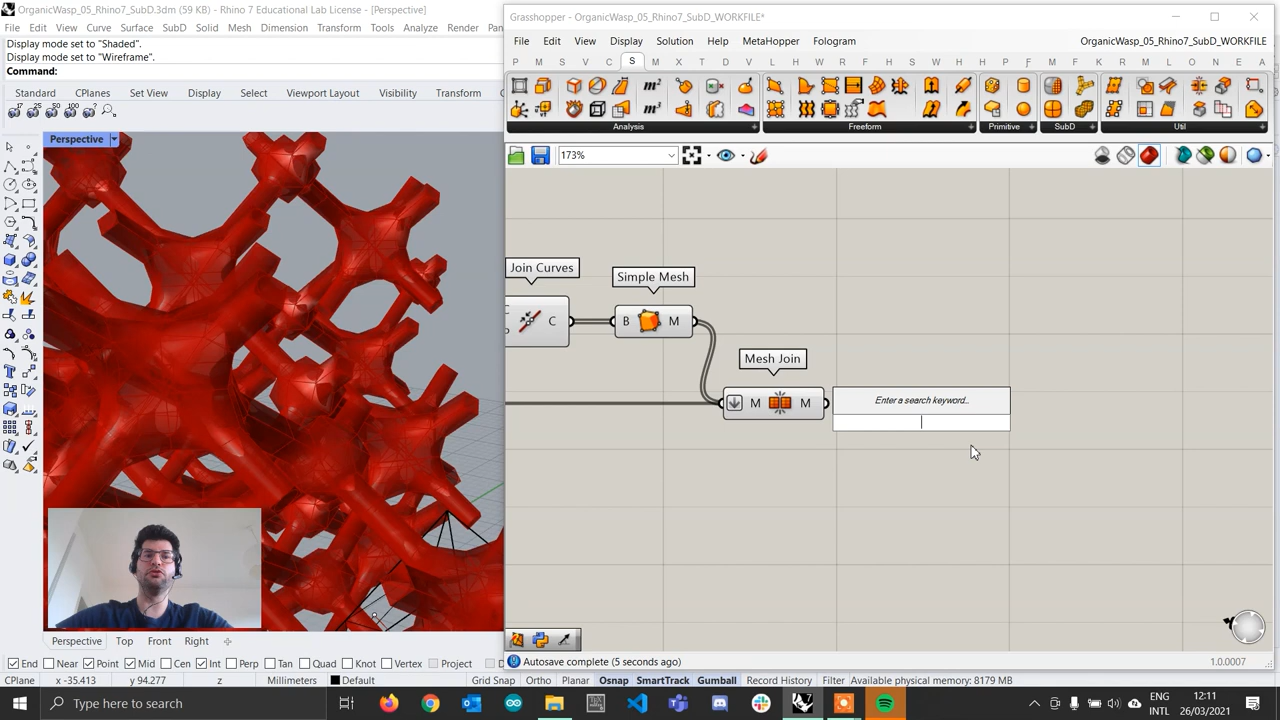 OrganicWasp_05_Rhino7_SubD.3dm (59 KB) - Rhino 7 Educational Lab License - [Perspective]
File Edit View Curve Surface SubD Solid Mesh Dimension Transform Tools Analyze Render Pan
Display mode set to "Shaded".
Display mode set to "Wireframe".
Command:
Standard CPlanes Set View Display Select Viewport Layout Visibility Transform
Perspective
Grasshopper - OrganicWasp_05_Rhino7_SubD_WORKFILE*
File Edit View Display Solution Help MetaHopper Fologram
OrganicWasp_05_Rhino7_SubD_WORKFILE
Analysis Freeform Primitive SubD Util
173%
Join Curves
Simple Mesh
C
B M
Mesh Join
M M
Enter a search keyword...
Autosave complete (5 seconds ago)
1.0.0007
Perspective Top Front Right
End Near Point Mid Cen Int Perp Tan Quad Knot Vertex Project
CPlane x -35.413 y 94.277 z Millimeters Default Grid Snap Ortho Planar Osnap SmartTrack Gumball Record History Filter Available physical memory: 8179 MB
Type here to search
ENG
INTL
12:11
26/03/2021